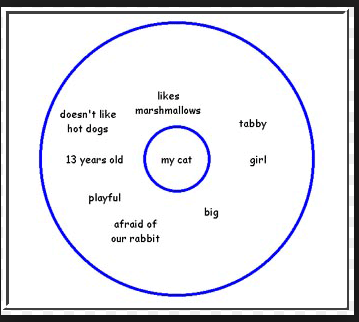 likes
marshmallows
doesn't like
hot dogs
tabby
13 years old
my cat
girl
playful
big
afraid of
our rabbit